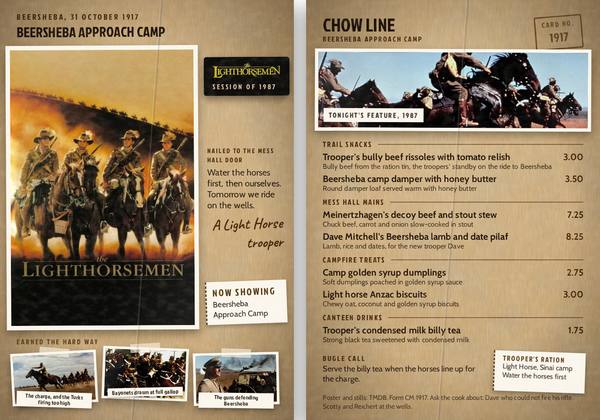 BEERSHEBA, 31 OCTOBER 1917
BEERSHEBA APPROACH CAMP
the
LIGHTHORSEMEN
the
LIGHTHORSEMEN
SESSION OF 1987
NAILED TO THE MESS
HALL DOOR
Water the horses
first, then ourselves.
Tomorrow we ride
on the wells.
A Light Horse
trooper
NOW SHOWING
Beersheba
Approach Camp
EARNED THE HARD WAY
The charge, and the Turks
firing too high
Bayonets drawn at full gallop
The guns defending
Beersheba
CHOW LINE
BEERSHEBA APPROACH CAMP
CARD NO.
1917
TONIGHT'S FEATURE, 1987
TRAIL SNACKS
Trooper's bully beef rissoles with tomato relish 3.00
Bully beef from the ration tin, the troopers' standby on the ride to Beersheba
Beersheba camp damper with honey butter 3.50
Round damper loaf served warm with honey butter
MESS HALL MAINS
Meinertzhagen's decoy beef and stout stew 7.25
Chuck beef, carrot and onion slow-cooked in stout
Dave Mitchell's Beersheba lamb and date pilaf 8.25
Lamb, rice and dates, for the new trooper Dave
CAMPFIRE TREATS
Camp golden syrup dumplings 2.75
Soft dumplings poached in golden syrup sauce
Light horse Anzac biscuits 3.00
Chewy oat, coconut and golden syrup biscuits
CANTEEN DRINKS
Trooper's condensed milk billy tea 1.75
Strong black tea sweetened with condensed milk
BUGLE CALL
Serve the billy tea when the horses line up for
the charge.
TROOPER'S RATION
Light Horse, Sinai camp
Water the horses first
Poster and stills: TMDB. Form CM 1917. Ask the cook about: Dave who could not fire his rifle.
Scotty and Reichert at the wells.